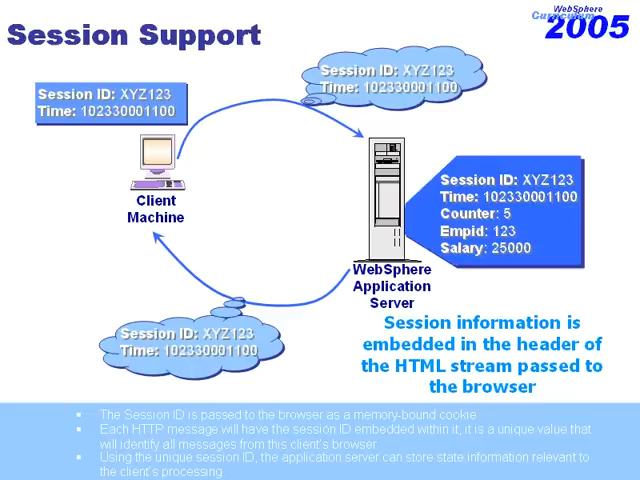 WebSphere
Curuculum
2005
Session Support
Session ID: XYZ123
Time: 102330001100
Session ID: XYZ123
Time: 102330001100
Client
Machine
Session ID: XYZ123
Time: 102330001100
Counter: 5
Empid: 123
Salary: 25000
WebSphere
Application
Server
Session ID: XYZ123
Time: 102330001100
Session information is
embedded in the header of
the HTML stream passed to
the browser
▪ The Session ID is passed to the browser as a memory-bound cookie
▪ Each HTTP message will have the session ID embedded within it, it is a unique value that
will identify all messages from this client's browser
▪ Using the unique session ID, the application server can store state information relevant to
the client's processing